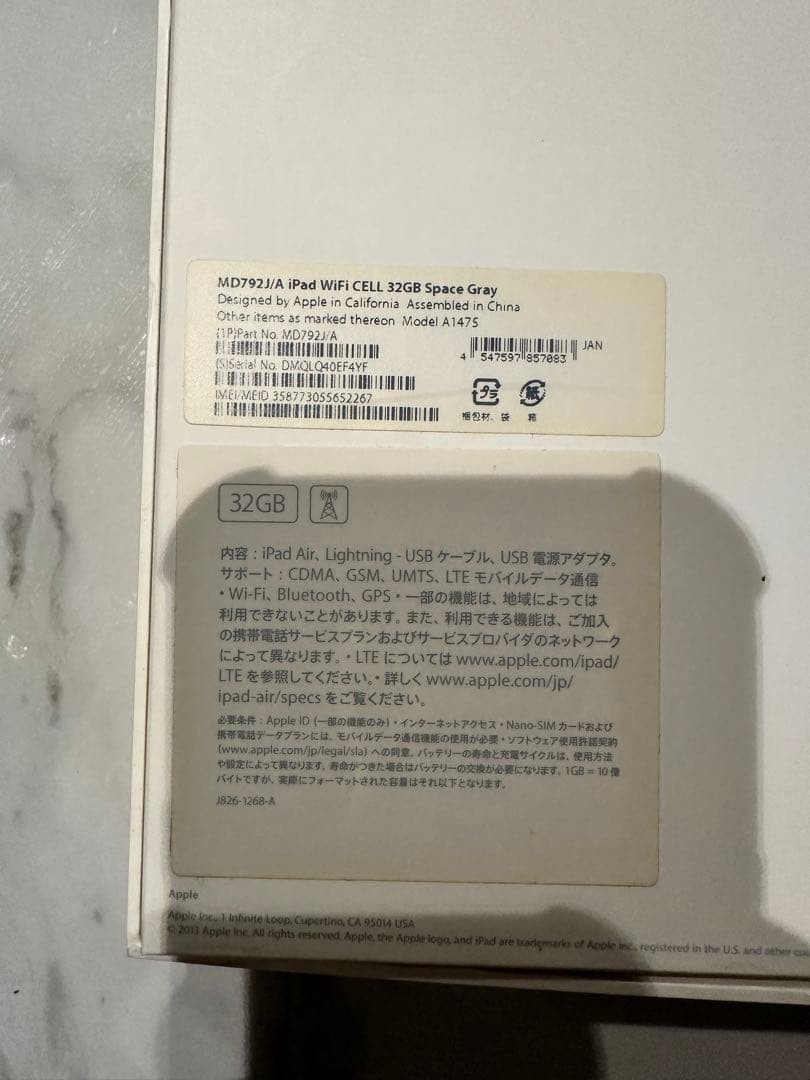 MD792J/A iPad WiFi CELL 32GB Space Gray
Designed by Apple in California Assembled in China
Other items as marked thereon Model A1475
(1P)Part No. MD792J/A
(S)Serial No. DMQLQ40EF4YF
IMEI/MEID 358773055652267
4 547597 857083 JAN
プラ 紙
梱包材、袋 箱
32GB
内容：iPad Air、Lightning - USB ケーブル、USB 電源アダプタ。
サポート：CDMA、GSM、UMTS、LTE モバイルデータ通信
・Wi-Fi、Bluetooth、GPS・一部の機能は、地域によっては
利用できないことがあります。また、利用できる機能は、ご加入
の携帯電話サービスプランおよびサービスプロバイダのネットワーク
によって異なります。・LTE については www.apple.com/ipad/
LTE を参照してください。・詳しく www.apple.com/jp/
ipad-air/specs をご覧ください。
必要条件：Apple ID (一部の機能のみ)・インターネットアクセス・Nano-SIM カードおよび
携帯電話データプランには、モバイルデータ通信機能の使用が必要・ソフトウェア使用許諾契約
(www.apple.com/jp/legal/sla) への同意。バッテリーの寿命と充電サイクルは、使用方法
や設定によって異なります。寿命がつきた場合はバッテリーの交換が必要になります。1GB = 10 億
バイトですが、実際にフォーマットされた容量はそれ以下となります。
J826-1268-A
Apple
Apple Inc., 1 Infinite Loop, Cupertino, CA 95014 USA
© 2013 Apple Inc. All rights reserved. Apple, the Apple logo, and iPad are trademarks of Apple Inc., registered in the U.S. and other